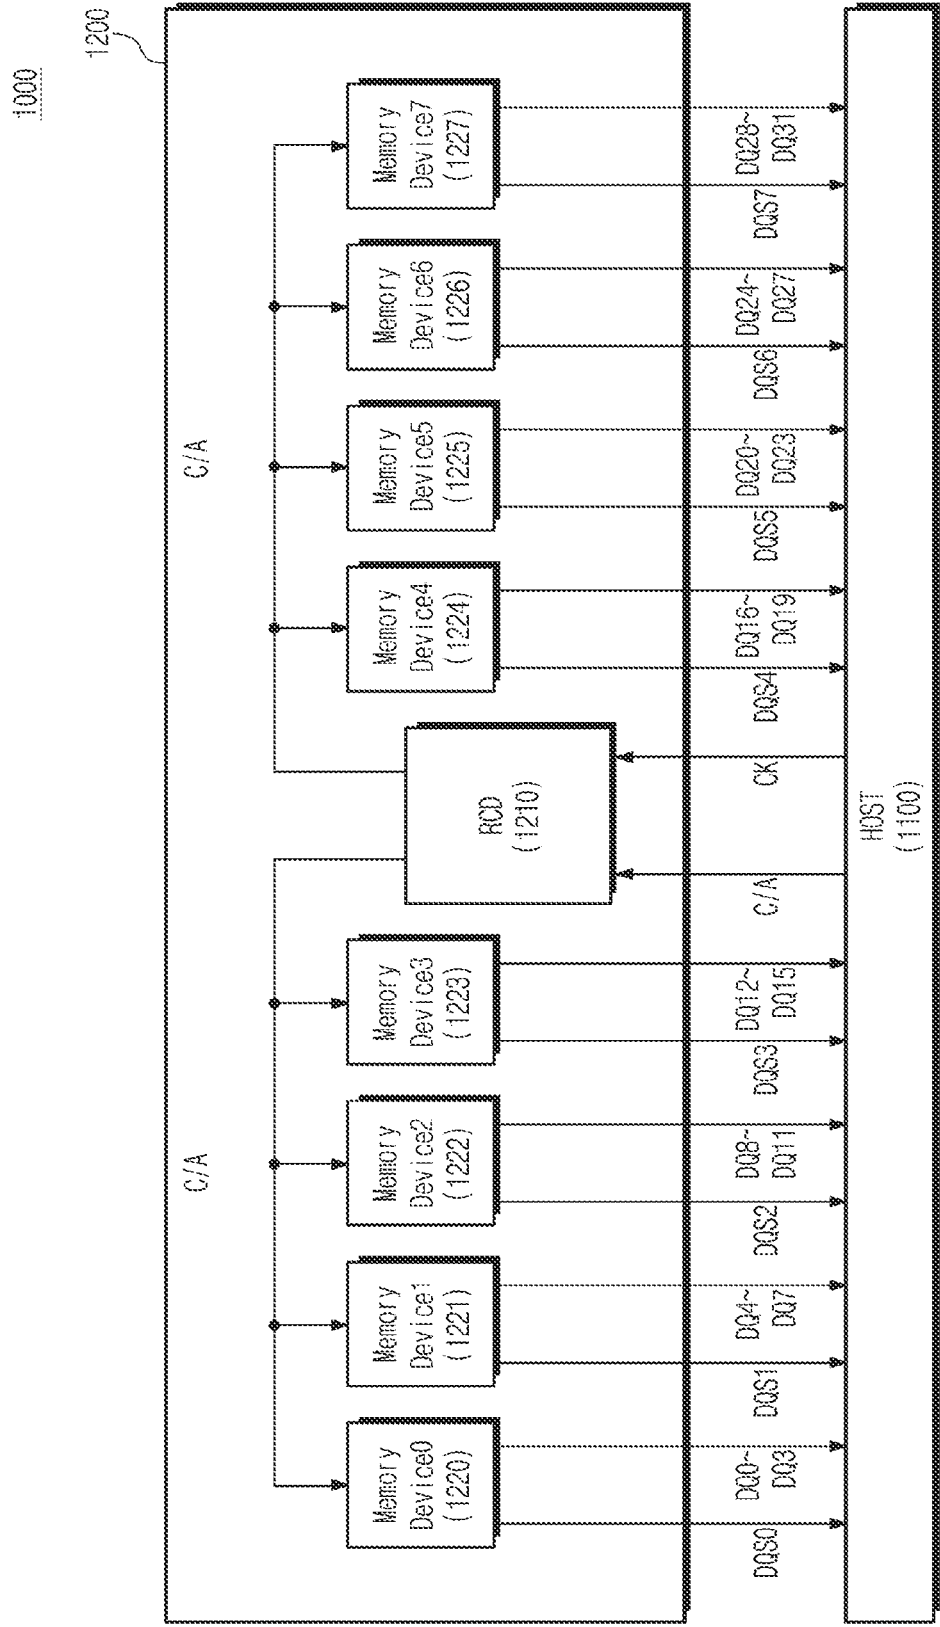 1000
1200
C/A
C/A
Memory
Device0
(1220)
Memory
Device1
(1221)
Memory
Device2
(1222)
Memory
Device3
(1223)
RCD
(1210)
Memory
Device4
(1224)
Memory
Device5
(1225)
Memory
Device6
(1226)
Memory
Device7
(1227)
DQS0
DQ0~
DQ3
DQS1
DQ4~
DQ7
DQS2
DQ8~
DQ11
DQS3
DQ12~
DQ15
C/A
CK
DQS4
DQ16~
DQ19
DQS5
DQ20~
DQ23
DQS6
DQ24~
DQ27
DQS7
DQ28~
DQ31
HOST
(1100)